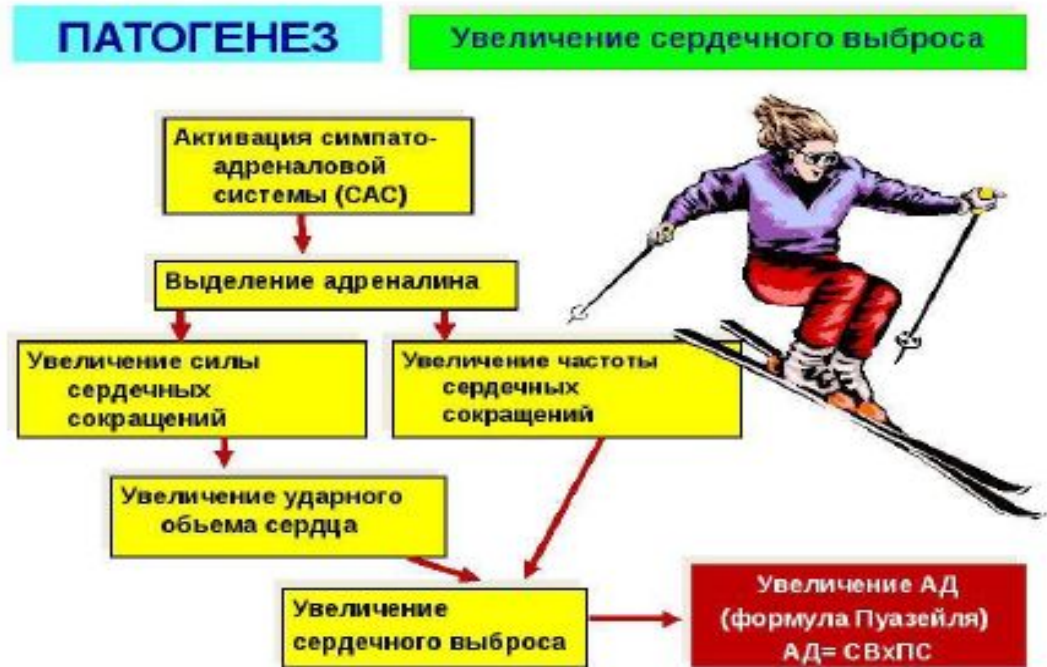 ПАТОГЕНЕЗ
Увеличение сердечного выброса
Активация симпато-
адреналовой
системы (САС)
Выделение адреналина
Увеличение силы
сердечных
сокращений
Увеличение частоты
сердечных
сокращений
Увеличение ударного
обьема сердца
Увеличение
сердечного выброса
Увеличение АД
(формула Пуазейля)
АД= СВхПС